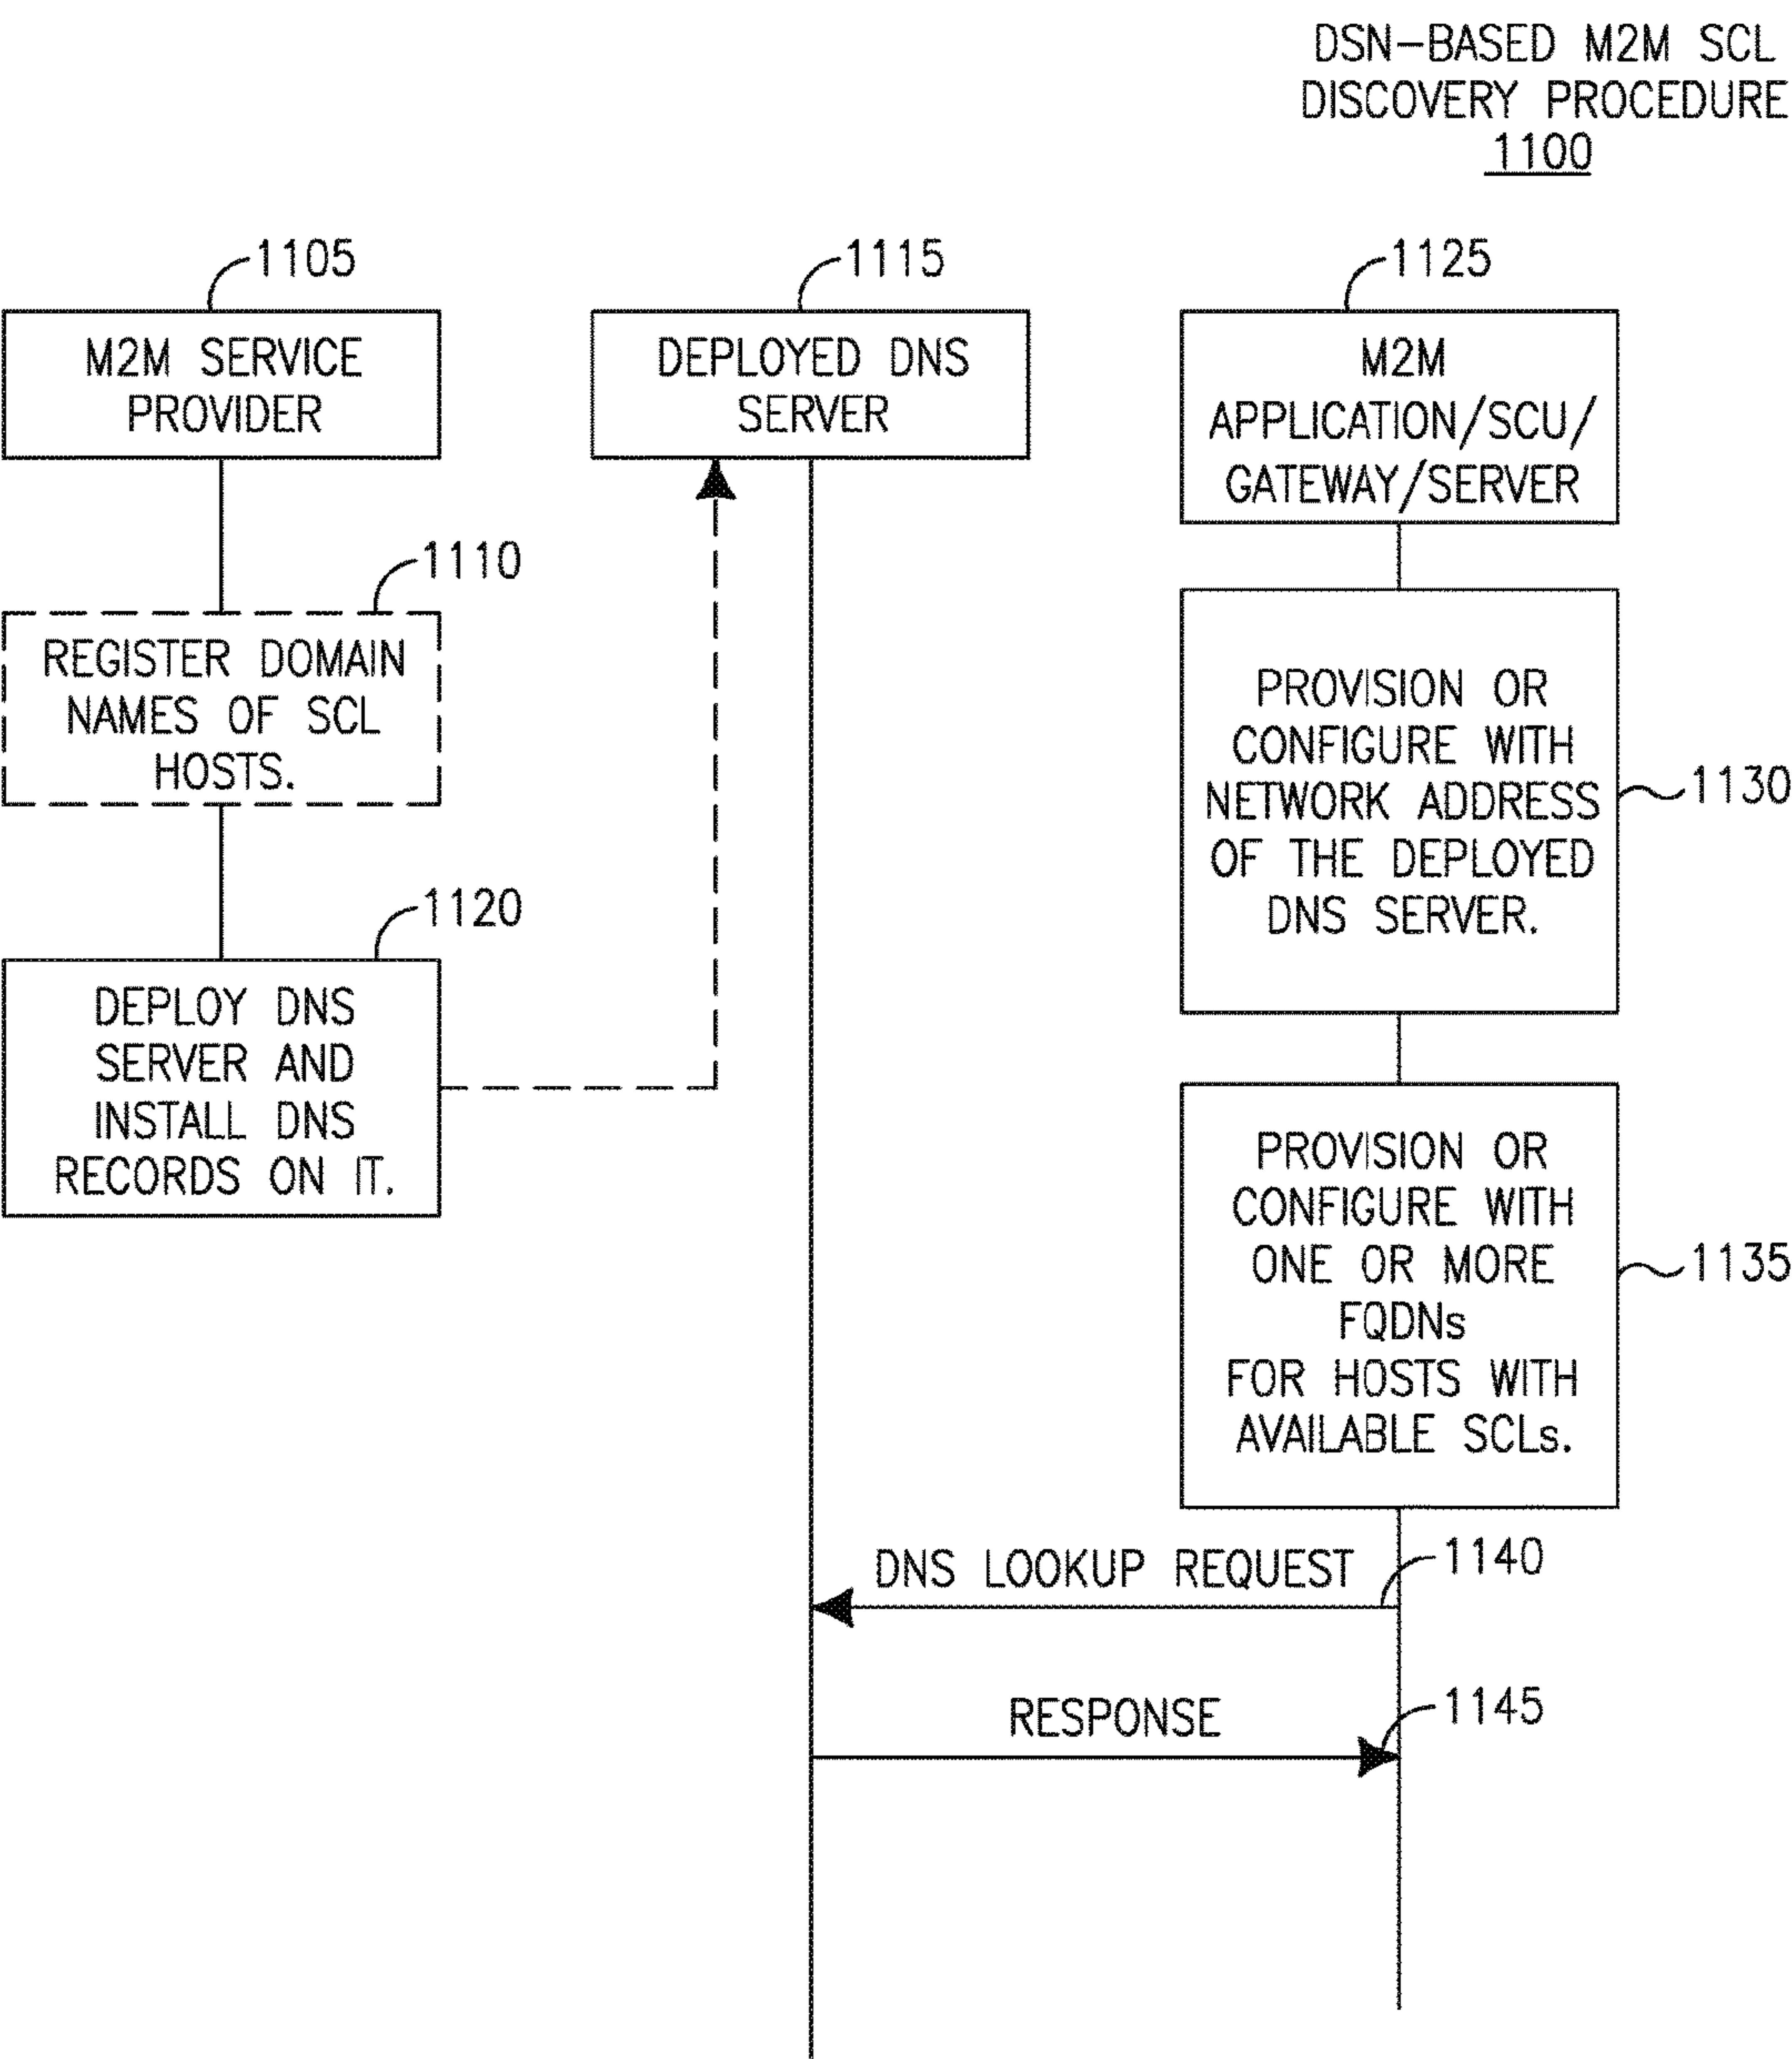 DSN-BASED M2M SCL
DISCOVERY PROCEDURE
1100
1105
M2M SERVICE
PROVIDER
1115
DEPLOYED DNS
SERVER
1125
M2M
APPLICATION/SCU/
GATEWAY/SERVER
1110
REGISTER DOMAIN
NAMES OF SCL
HOSTS.
1120
DEPLOY DNS
SERVER AND
INSTALL DNS
RECORDS ON IT.
PROVISION OR
CONFIGURE WITH
NETWORK ADDRESS
OF THE DEPLOYED
DNS SERVER.
1130
PROVISION OR
CONFIGURE WITH
ONE OR MORE
FQDNs
FOR HOSTS WITH
AVAILABLE SCLs.
1135
DNS LOOKUP REQUEST
1140
RESPONSE
1145